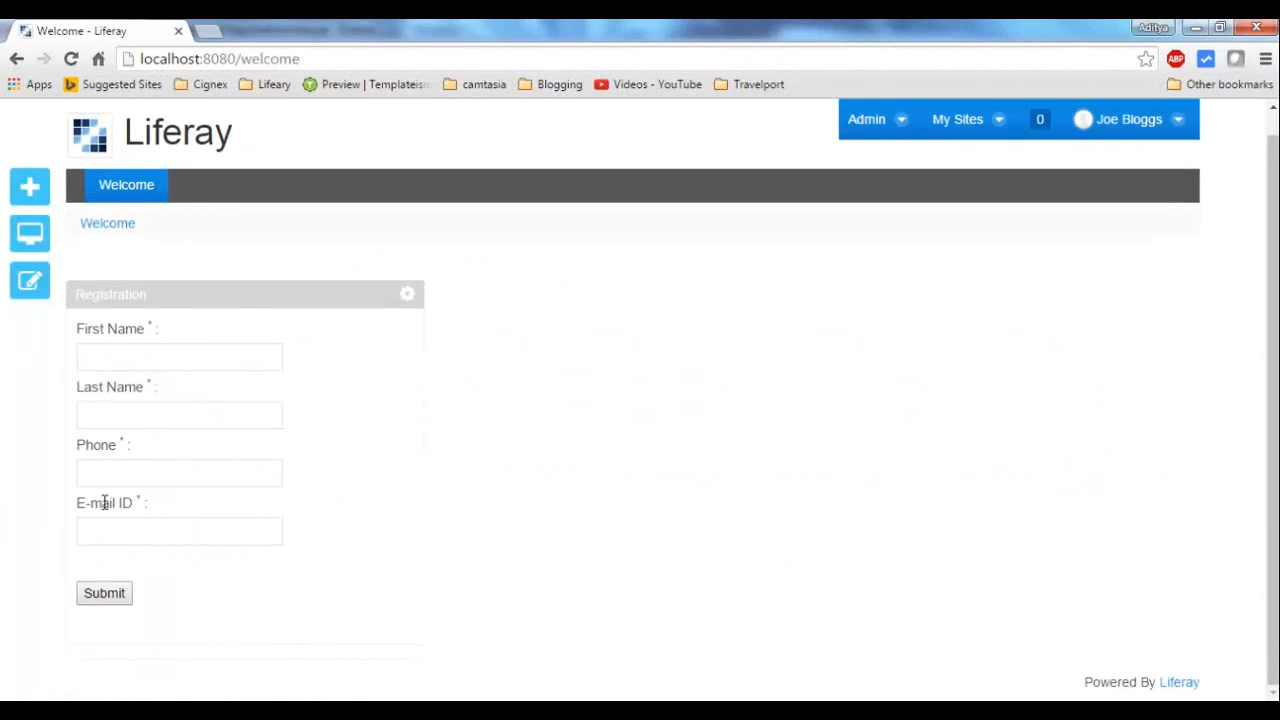 Welcome - Liferay
Aditya
localhost:8080/welcome
ABP
Apps Suggested Sites Cignex Lifeary Preview | Templateism camtasia Blogging Videos - YouTube Travelport Other bookmarks
Liferay
Admin My Sites 0 Joe Bloggs
Welcome
Welcome
Registration
First Name * :
Last Name * :
Phone * :
E-mail ID * :
Submit
Powered By Liferay